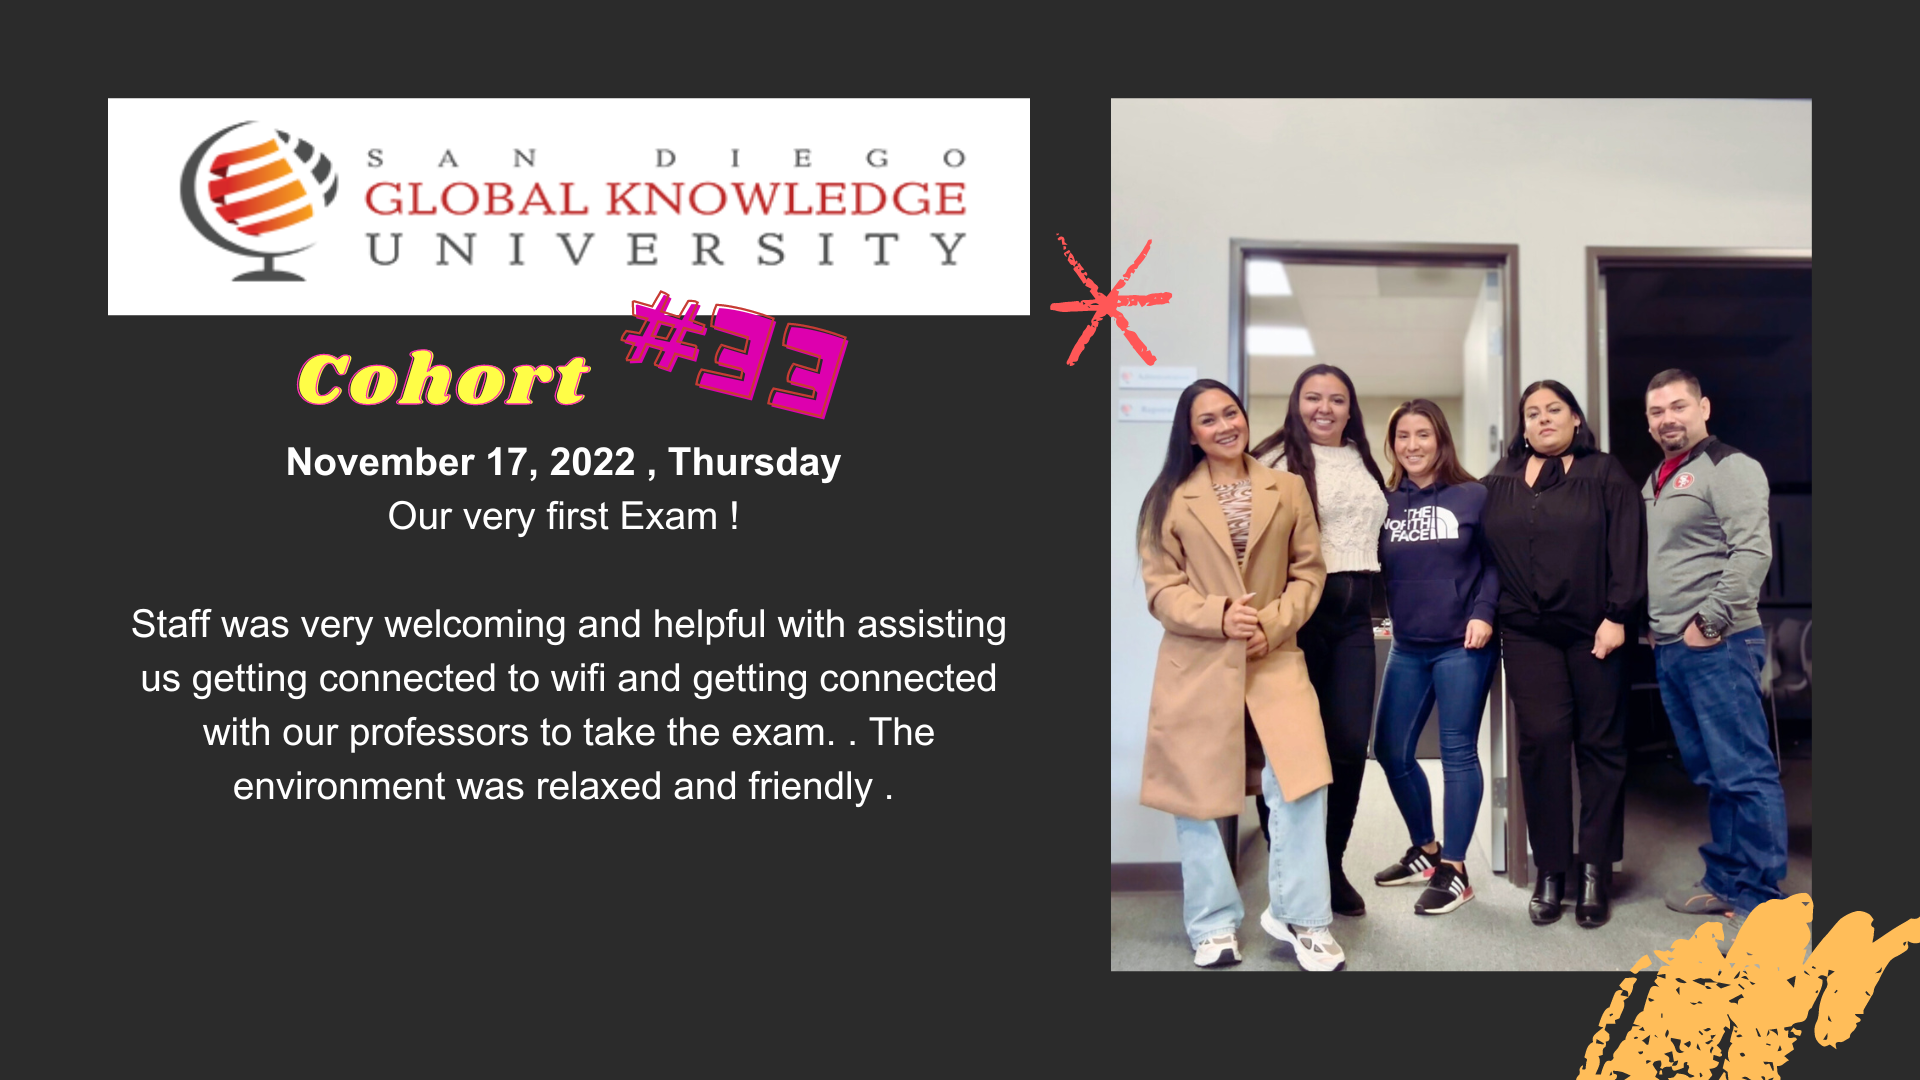 SAN DIEGO
GLOBAL KNOWLEDGE
UNIVERSITY
Cohort #33
November 17, 2022 , Thursday
Our very first Exam !
Staff was very welcoming and helpful with assisting
us getting connected to wifi and getting connected
with our professors to take the exam. . The
environment was relaxed and friendly .
THE
NORTH
FACE
SF